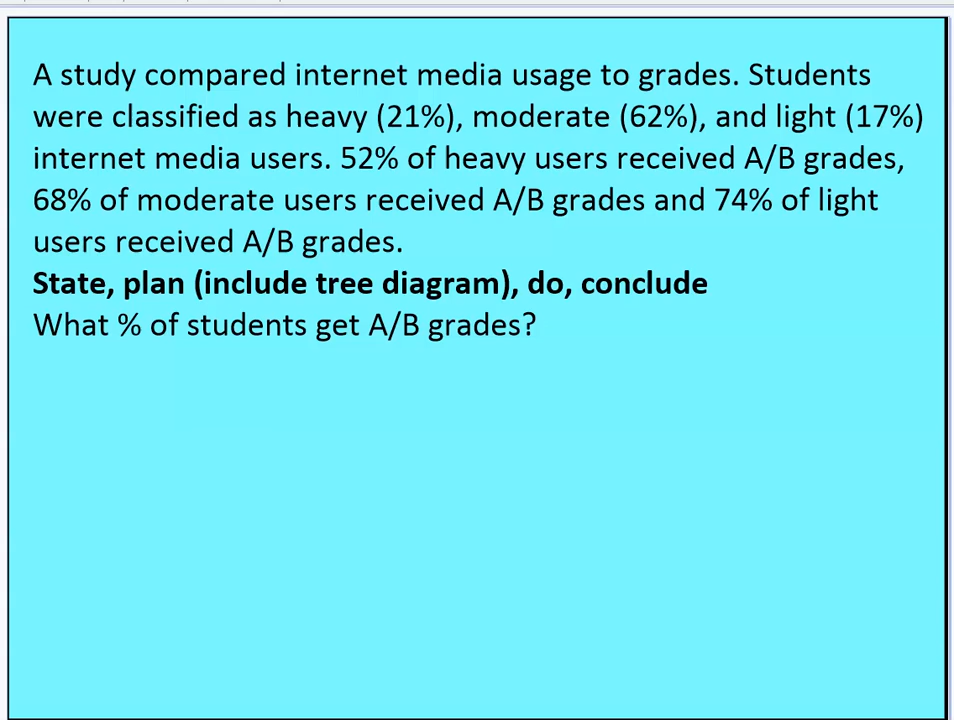 A study compared internet media usage to grades. Students
were classified as heavy (21%), moderate (62%), and light (17%)
internet media users. 52% of heavy users received A/B grades,
68% of moderate users received A/B grades and 74% of light
users received A/B grades.
State, plan (include tree diagram), do, conclude
What % of students get A/B grades?